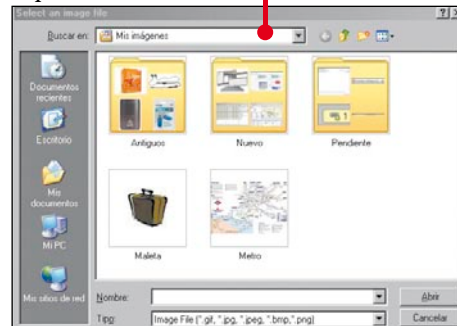 Select an image file
Buscar en: Mis imágenes
Documentos recientes
Escritorio
Mis documentos
Mi PC
Mis sitios de red
Antiguos Nuevo Pendiente
Maleta Metro
Nombre: Abrir
Tipo: Image File (*.gif, *.jpg, *.jpeg, *.bmp,*.png) Cancelar